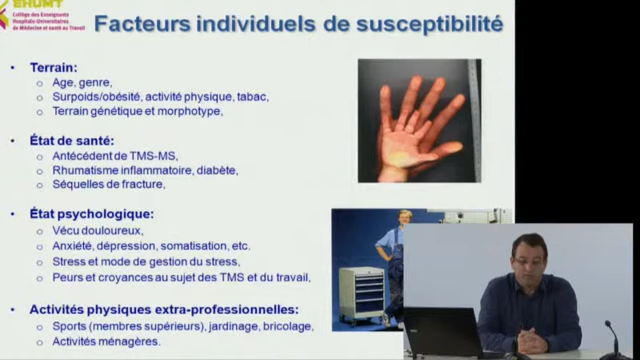 EHUMT
Collège des Enseignants
Hospitalo-Universitaires
de Médecine et santé au Travail
Facteurs individuels de susceptibilité
• Terrain:
o Age, genre,
o Surpoids/obésité, activité physique, tabac,
o Terrain génétique et morphotype,
• État de santé:
o Antécédent de TMS-MS,
o Rhumatisme inflammatoire, diabète,
o Séquelles de fracture,
• État psychologique:
o Vécu douloureux,
o Anxiété, dépression, somatisation, etc.
o Stress et mode de gestion du stress,
o Peurs et croyances au sujet des TMS et du travail,
• Activités physiques extra-professionnelles:
o Sports (membres supérieurs), jardinage, bricolage,
o Activités ménagères.